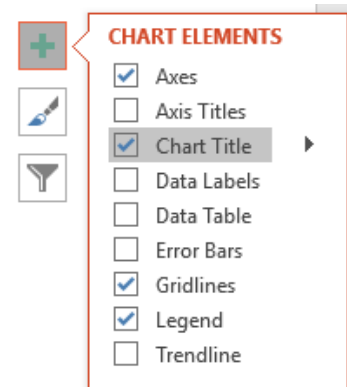 CHART ELEMENTS
Axes
Axis Titles
Chart Title
Data Labels
Data Table
Error Bars
Gridlines
Legend
Trendline